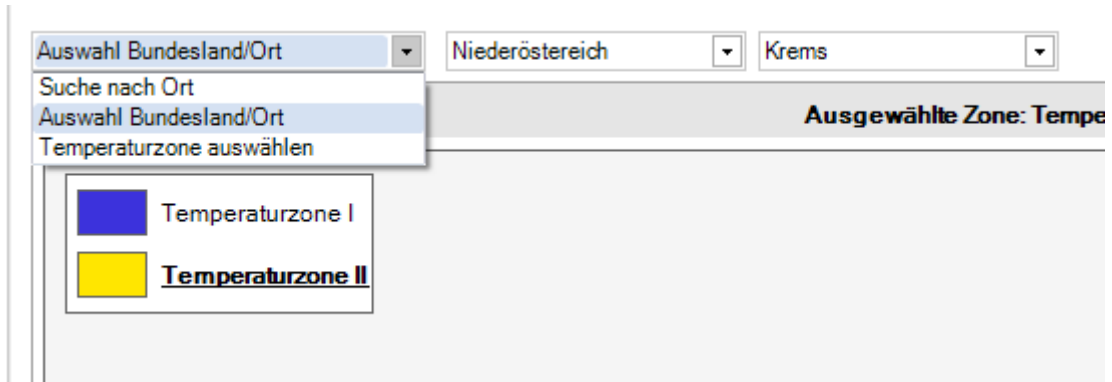 Auswahl Bundesland/Ort Niederöstereich Krems
Suche nach Ort
Auswahl Bundesland/Ort
Ausgewählte Zone: Tempe
Temperaturzone auswählen
Temperaturzone I
Temperaturzone II